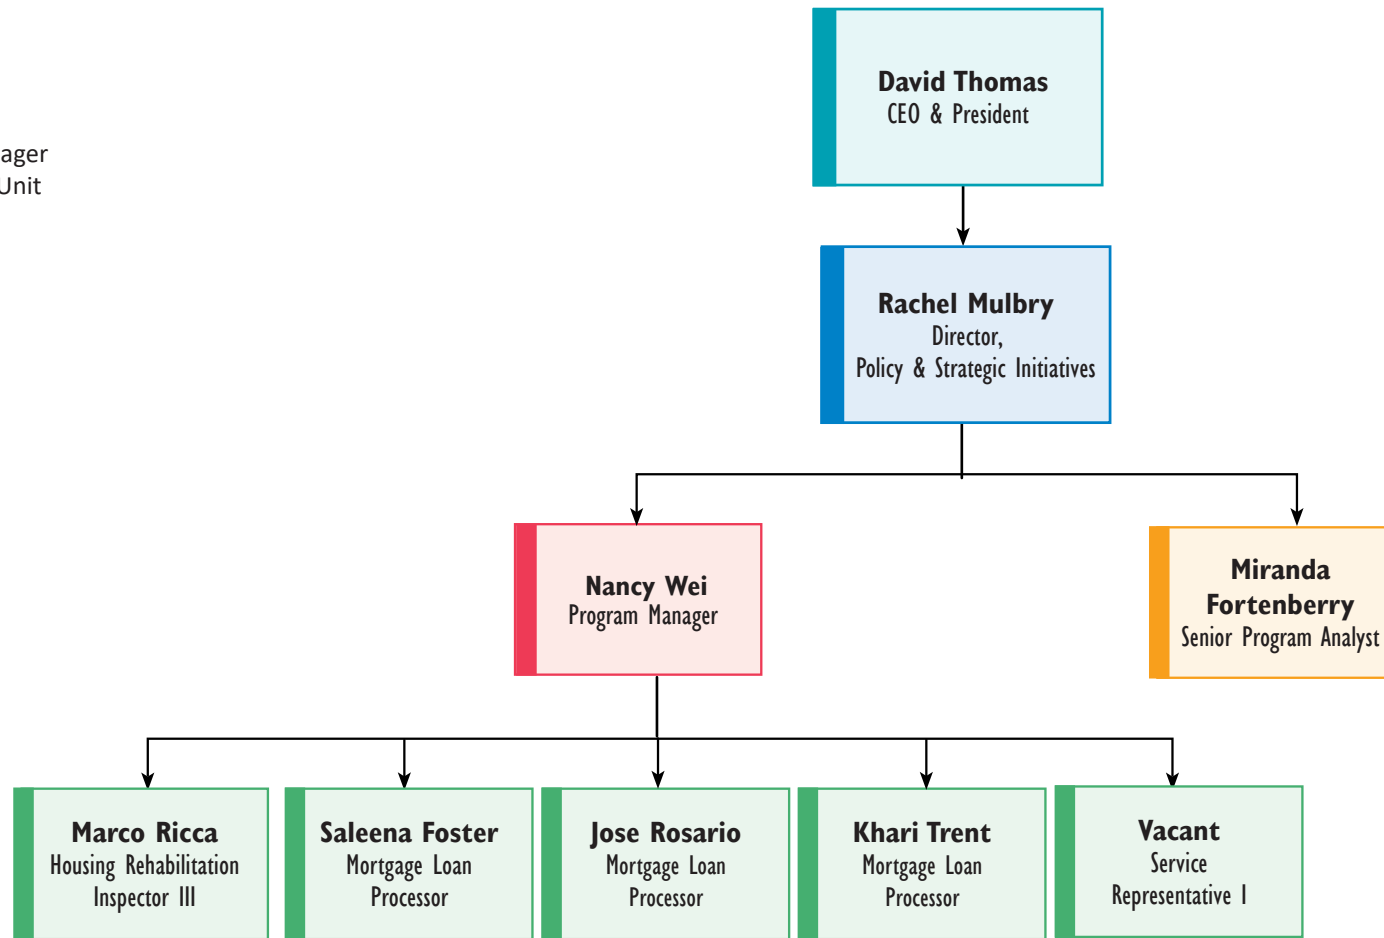 David Thomas
CEO & President
Unit
Rachel Mulbry
Director,
Policy & Strategic Initiatives
Nancy Wei
Program Manager
Miranda
Fortenberry
Senior Program Analyst
Marco Ricca
Housing Rehabilitation
Inspector III
Saleena Foster
Mortgage Loan
Processor
Jose Rosario
Mortgage Loan
Processor
Khari Trent
Mortgage Loan
Processor
Vacant
Service
Representative I